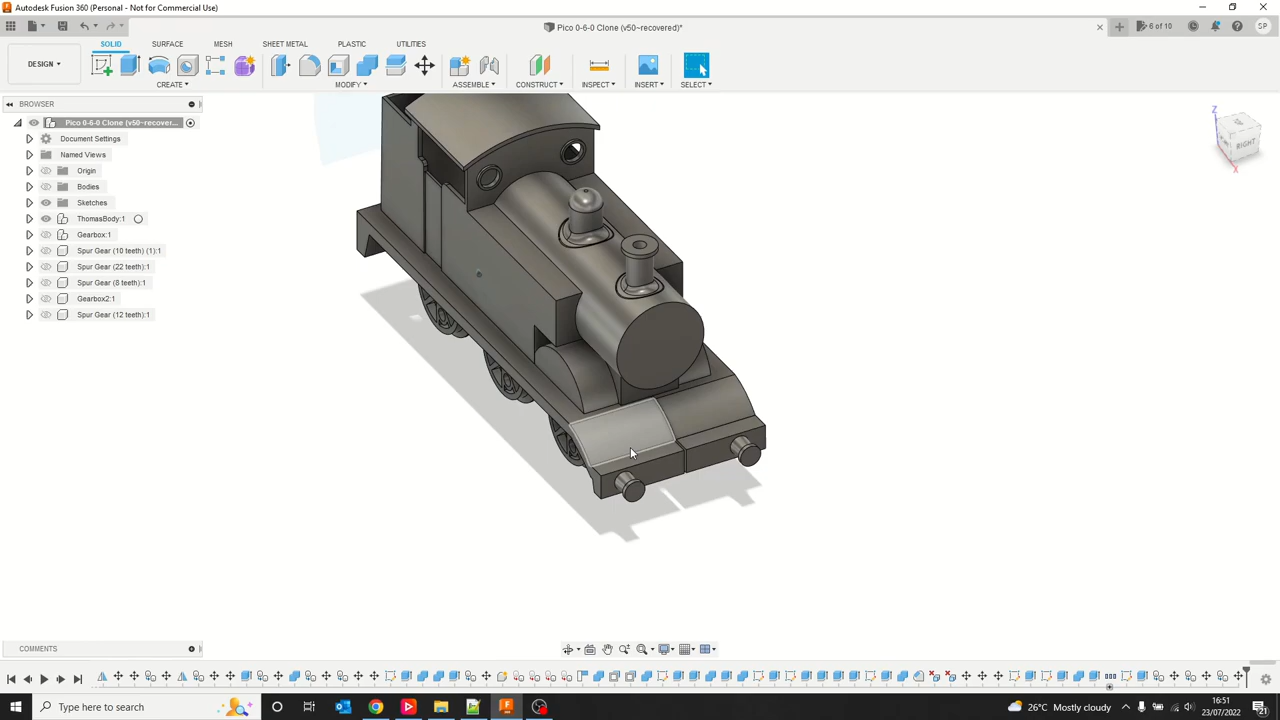 Autodesk Fusion 360 (Personal - Not for Commercial Use)
Pico 0-6-0 Clone (v50~recovered)*
6 of 10
SP
SOLID SURFACE MESH SHEET METAL PLASTIC UTILITIES
DESIGN
CREATE MODIFY ASSEMBLE CONSTRUCT INSPECT INSERT SELECT
BROWSER
Pico 0-6-0 Clone (v50~recover...
Document Settings
Named Views
Origin
Bodies
Sketches
ThomasBody:1
Gearbox:1
Spur Gear (10 teeth) (1):1
Spur Gear (22 teeth):1
Spur Gear (8 teeth):1
Gearbox2:1
Spur Gear (12 teeth):1
Z
RIGHT
X
COMMENTS
Type here to search
26°C Mostly cloudy
16:51
23/07/2022
21